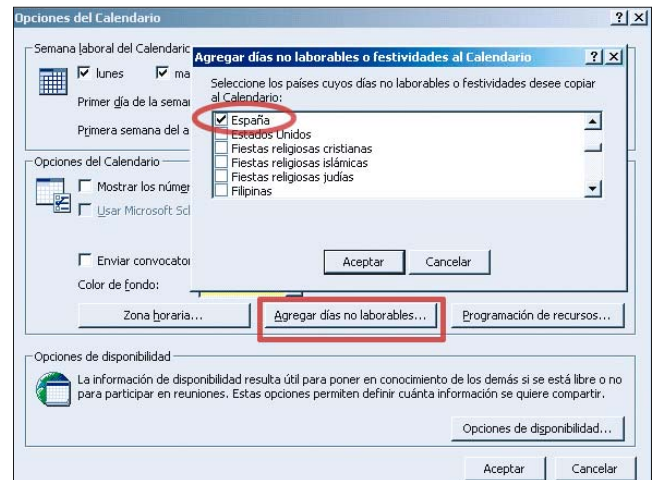 Opciones del Calendario
Semana laboral del Calendario
lunes
Primer día de la
Primera semana del
Agregar días no laborables o festividades al Calendario
Seleccione los países cuyos días no laborables o festividades desee copiar
al Calendario:
España
Estados Unidos
Fiestas religiosas cristianas
Fiestas religiosas islámicas
Fiestas religiosas judías
Filipinas
Aceptar
Cancelar
Opciones del Calendario
Mostrar los
Usar Microsoft
Enviar
Color de fondo:
Zona horaria...
Agregar días no laborables...
Programación de recursos...
Opciones de disponibilidad
La información de disponibilidad resulta útil para poner en conocimiento de los demás si se está libre o no
para participar en reuniones. Estas opciones permiten definir cuánta información se quiere compartir.
Opciones de disponibilidad...
Aceptar
Cancelar